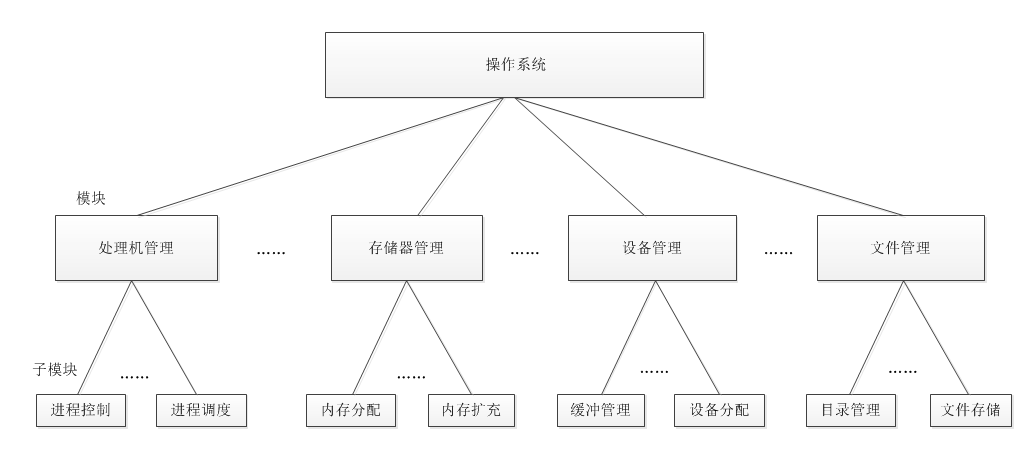 操作系统
模块
处理机管理 …… 存储器管理 …… 设备管理 …… 文件管理
子模块
…… …… …… ……
进程控制 进程调度 内存分配 内存扩充 缓冲管理 设备分配 目录管理 文件存储